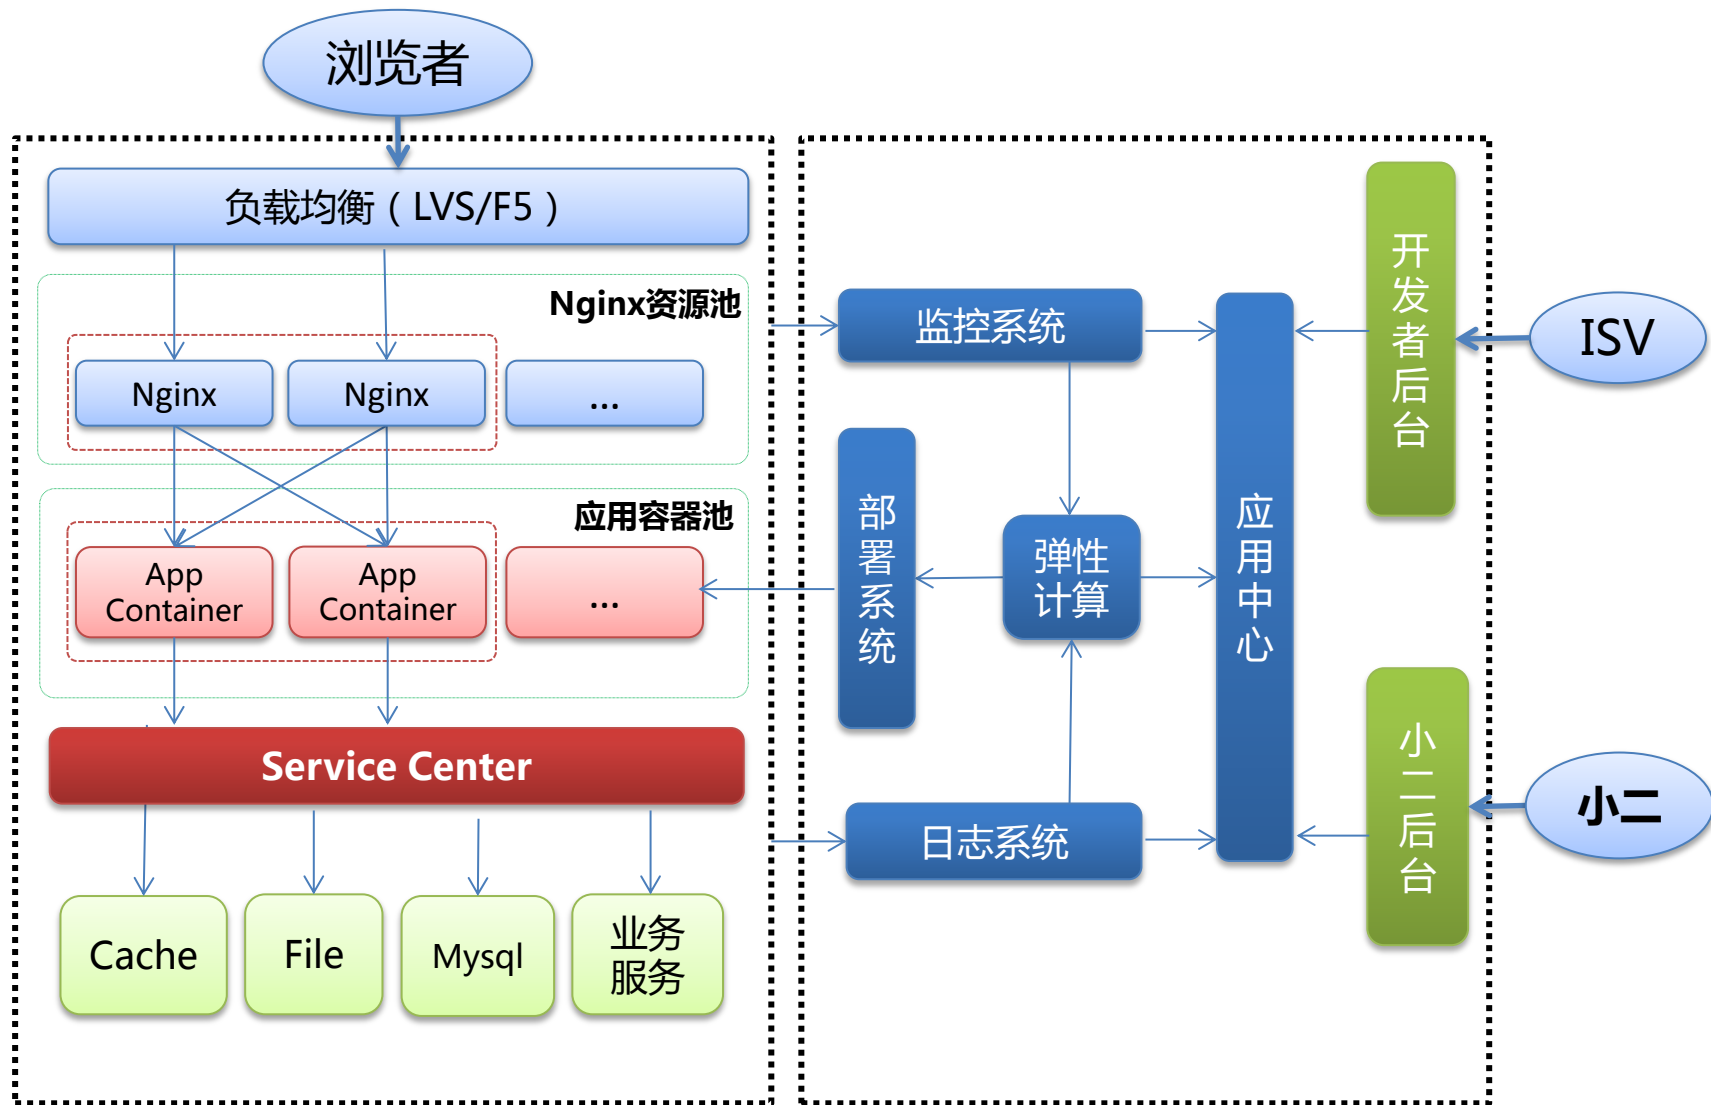 浏览者
负载均衡（LVS/F5）
Nginx资源池
Nginx
Nginx
...
应用容器池
App
Container
App
Container
...
Service Center
Cache
File
Mysql
业务
服务
监控系统
部署系统
弹性
计算
日志系统
应用中心
开发者后台
小二后台
ISV
小二